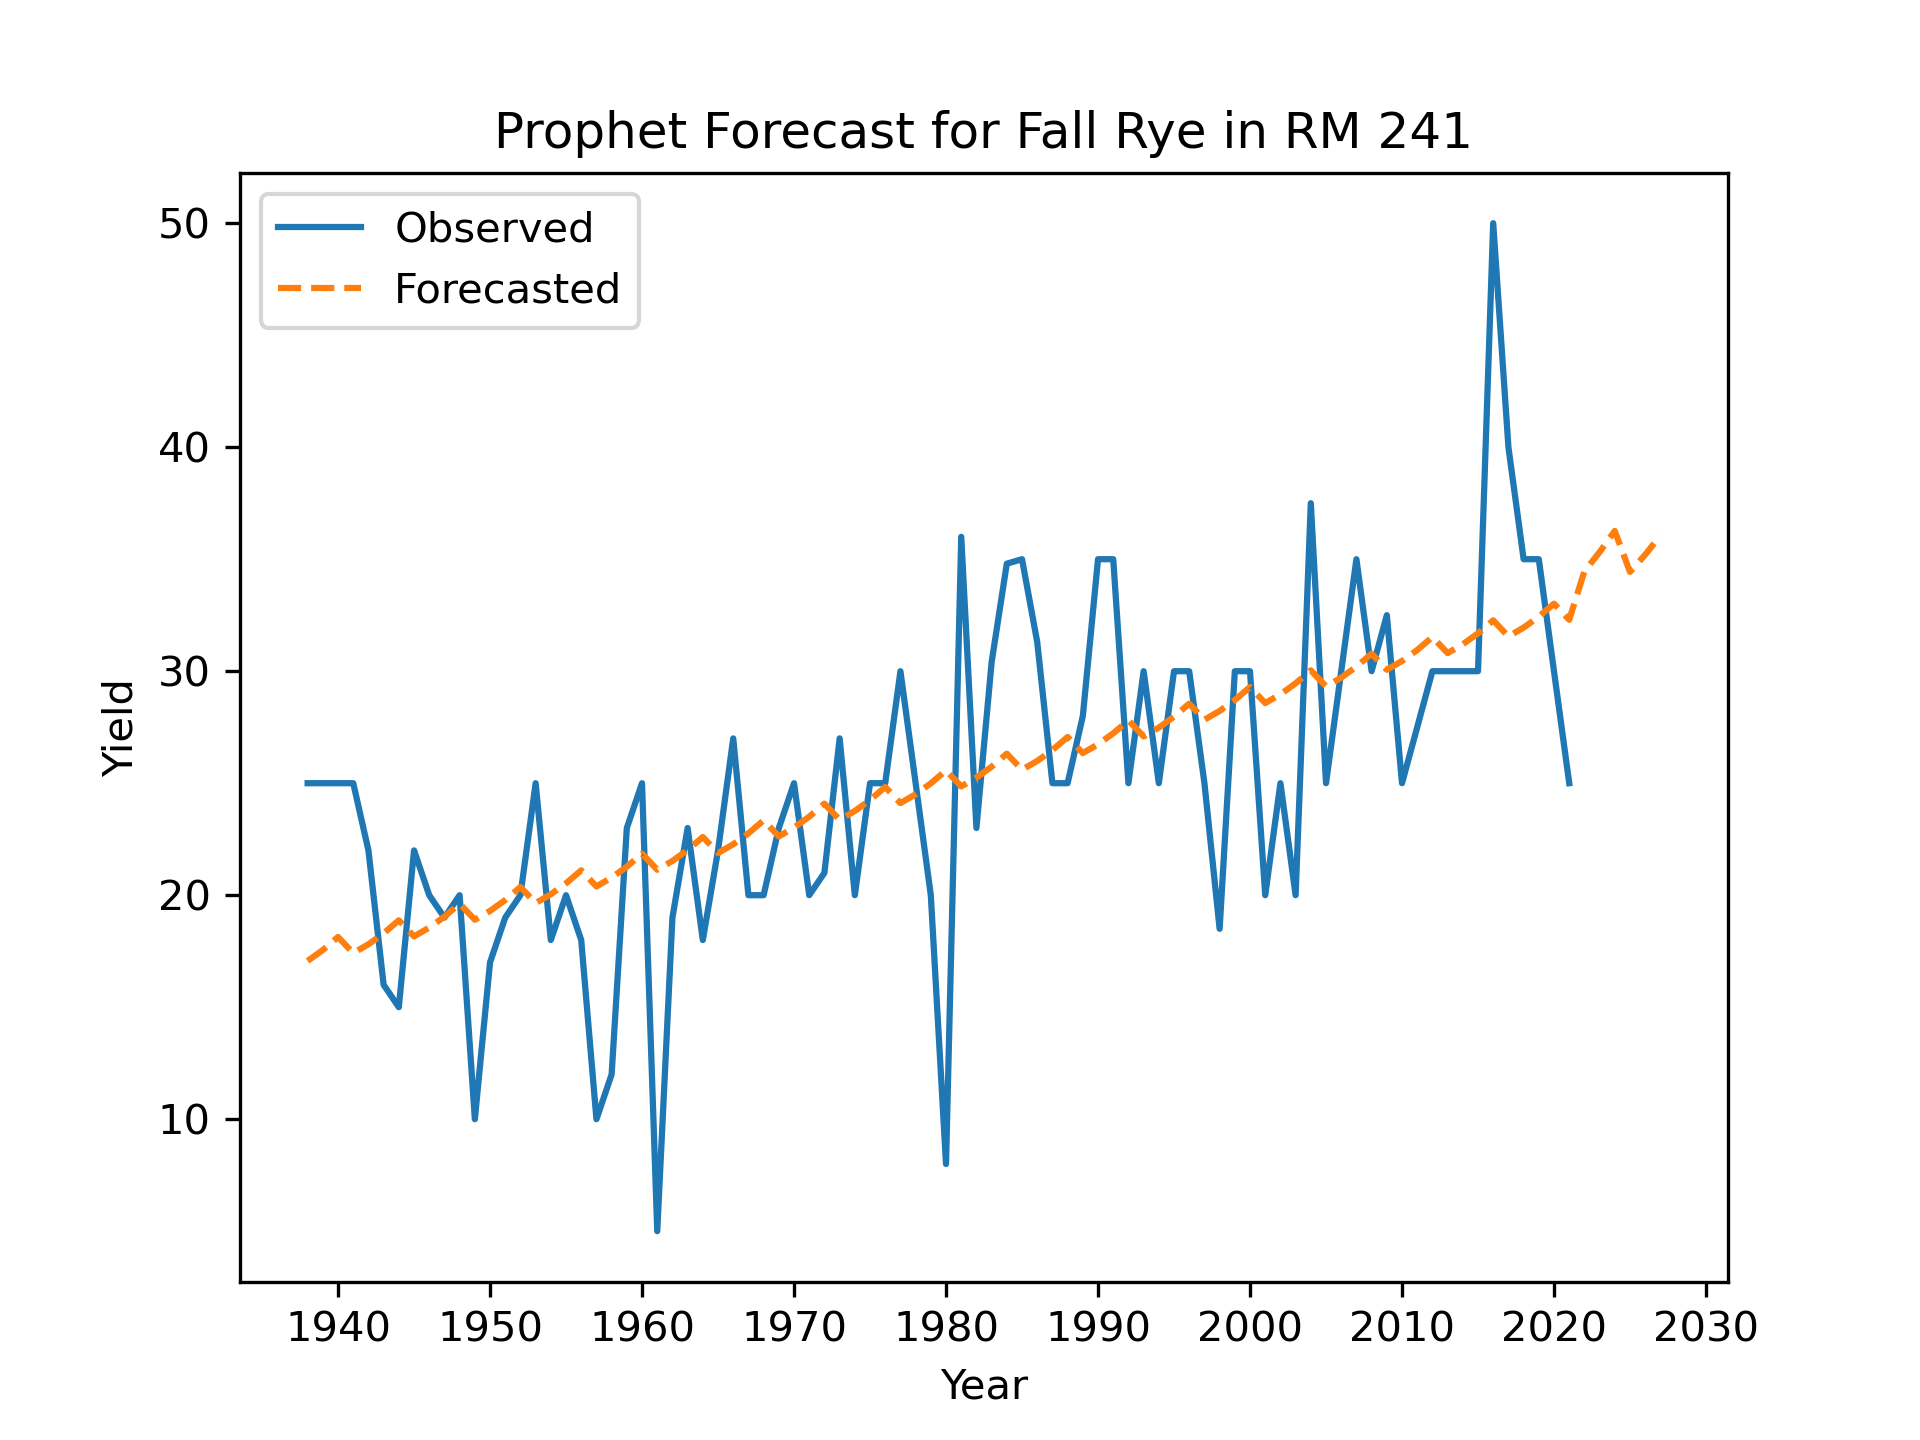 Prophet Forecast for Fall Rye in RM 241
Observed
Forecasted
50
40
30
20
10
Yield
1940 1950 1960 1970 1980 1990 2000 2010 2020 2030
Year